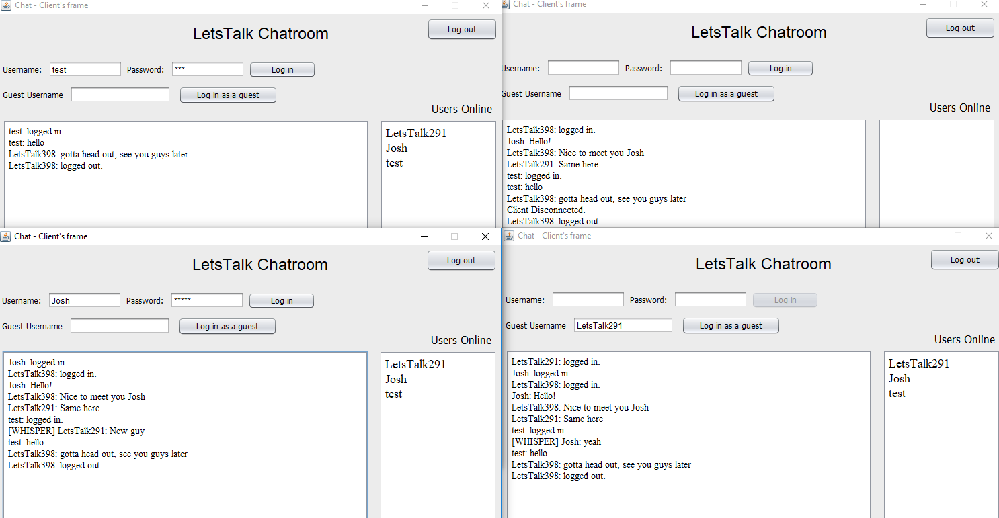 Chat - Client's frame
LetsTalk Chatroom
Log out
Username: test Password: *** Log in
Guest Username Log in as a guest
Users Online
test: logged in.
test: hello
LetsTalk398: gotta head out, see you guys later
LetsTalk398: logged out.
LetsTalk291
Josh
test
Chat - Client's frame
LetsTalk Chatroom
Log out
Username: Password: Log in
Guest Username Log in as a guest
Users Online
LetsTalk398: logged in.
Josh: Hello!
LetsTalk398: Nice to meet you Josh
LetsTalk291: Same here
test: logged in.
test: hello
LetsTalk398: gotta head out, see you guys later
Client Disconnected.
LetsTalk398: logged out.
Chat - Client's frame
LetsTalk Chatroom
Log out
Username: Josh Password: ***** Log in
Guest Username Log in as a guest
Users Online
Josh: logged in.
LetsTalk398: logged in.
Josh: Hello!
LetsTalk398: Nice to meet you Josh
LetsTalk291: Same here
test: logged in.
[WHISPER] LetsTalk291: New guy
test: hello
LetsTalk398: gotta head out, see you guys later
LetsTalk398: logged out.
LetsTalk291
Josh
test
Chat - Client's frame
LetsTalk Chatroom
Log out
Username: Password: Log in
Guest Username LetsTalk291 Log in as a guest
Users Online
LetsTalk291: logged in.
Josh: logged in.
LetsTalk398: logged in.
Josh: Hello!
LetsTalk398: Nice to meet you Josh
LetsTalk291: Same here
test: logged in.
[WHISPER] Josh: yeah
test: hello
LetsTalk398: gotta head out, see you guys later
LetsTalk398: logged out.
LetsTalk291
Josh
test